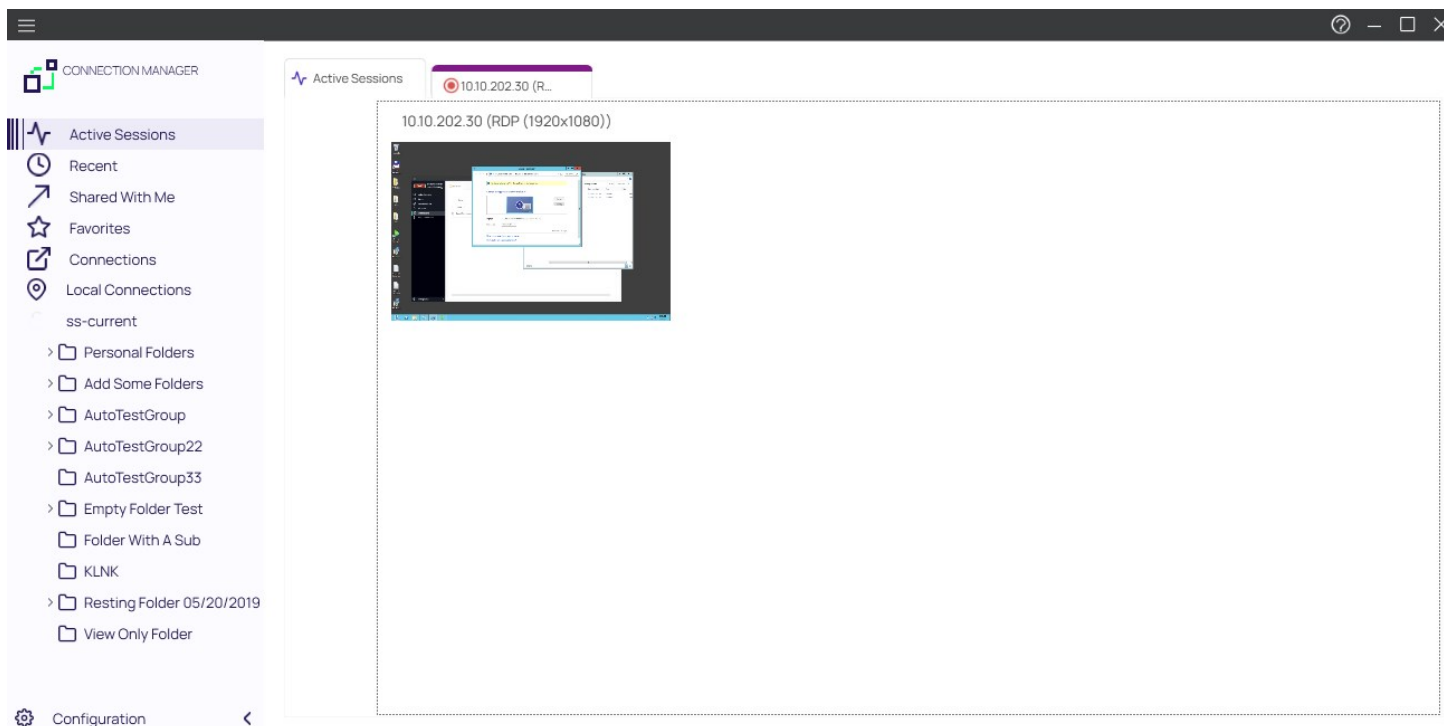 CONNECTION MANAGER
Active Sessions
Recent
Shared With Me
Favorites
Connections
Local Connections
ss-current
Personal Folders
Add Some Folders
AutoTestGroup
AutoTestGroup22
AutoTestGroup33
Empty Folder Test
Folder With A Sub
KLNK
Resting Folder 05/20/2019
View Only Folder
Configuration
Active Sessions
10.10.202.30 (R...
10.10.202.30 (RDP (1920x1080))